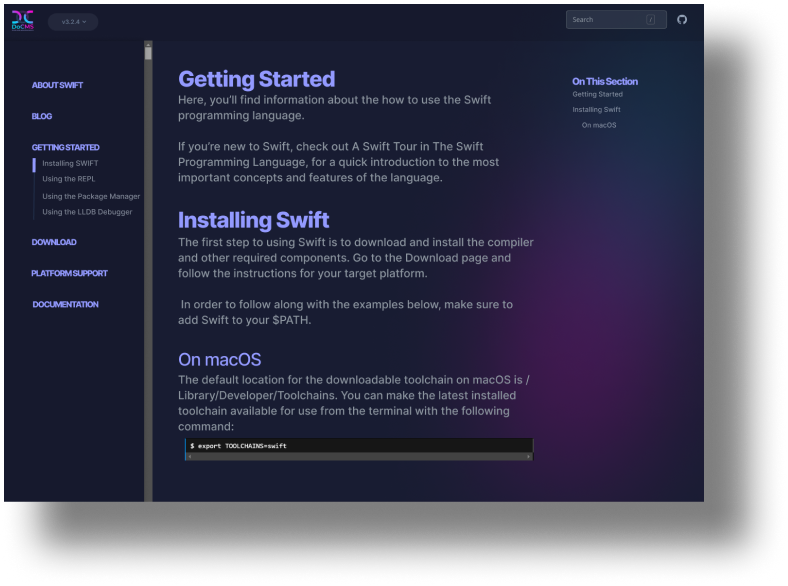 DoCMS
v3.2.4
Search /
ABOUT SWIFT
BLOG
GETTING STARTED
Installing SWIFT
Using the REPL
Using the Package Manager
Using the LLDB Debugger
DOWNLOAD
PLATFORM SUPPORT
DOCUMENTATION
Getting Started
Here, you'll find information about the how to use the Swift
programming language.
If you're new to Swift, check out A Swift Tour in The Swift
Programming Language, for a quick introduction to the most
important concepts and features of the language.
Installing Swift
The first step to using Swift is to download and install the compiler
and other required components. Go to the Download page and
follow the instructions for your target platform.
In order to follow along with the examples below, make sure to
add Swift to your $PATH.
On macOS
The default location for the downloadable toolchain on macOS is /
Library/Developer/Toolchains. You can make the latest installed
toolchain available for use from the terminal with the following
command:
$ export TOOLCHAINS=swift
On This Section
Getting Started
Installing Swift
On macOS